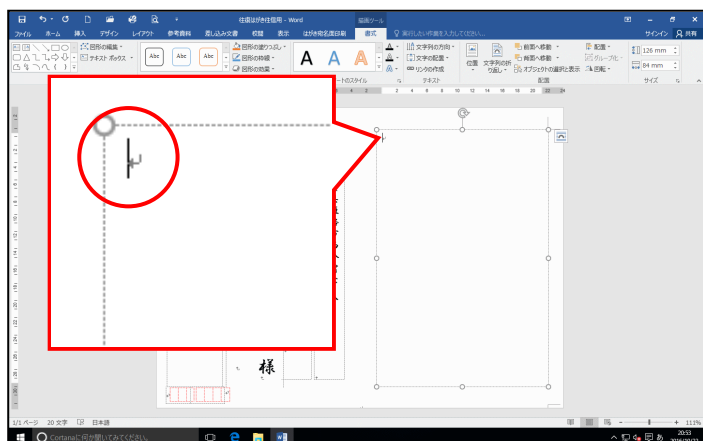 往復はがき往信用 - Word
描画ツール
ファイル ホーム 挿入 デザイン レイアウト 参考資料 差し込み文書 校閲 表示 はがき宛名面印刷 書式 実行したい作業を入力してください... サインイン 共有
図形の編集
テキスト ボックス
Abc Abc Abc
図形の塗りつぶし
図形の枠線
図形の効果
A A A
文字列の方向
文字の配置
リンクの作成
位置 文字列の折り返し
前面へ移動
背面へ移動
オブジェクトの選択と表示
配置
グループ化
回転
126 mm
84 mm
テキスト 配置 サイズ
様
1/1 ページ 20 文字 日本語
111%
Cortanaに何か聞いてみてください。
あ
20:53